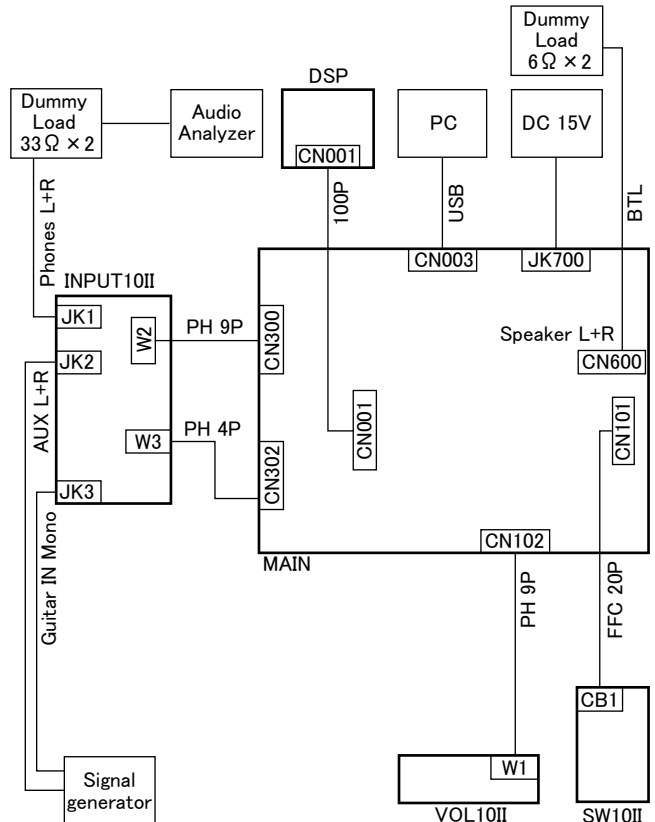 Dummy
Load
6Ω×2
DSP
Dummy
Load
33Ω×2
Audio
Analyzer
CN001
PC
DC 15V
Phones L+R
100P
USB
BTL
INPUT10II
CN003
JK700
JK1
W2
PH 9P
CN300
Speaker L+R
CN600
JK2
AUX L+R
W3
PH 4P
CN302
CN001
CN101
JK3
Guitar IN Mono
CN102
MAIN
PH 9P
FFC 20P
CB1
W1
Signal
generator
VOL10II
SW10II